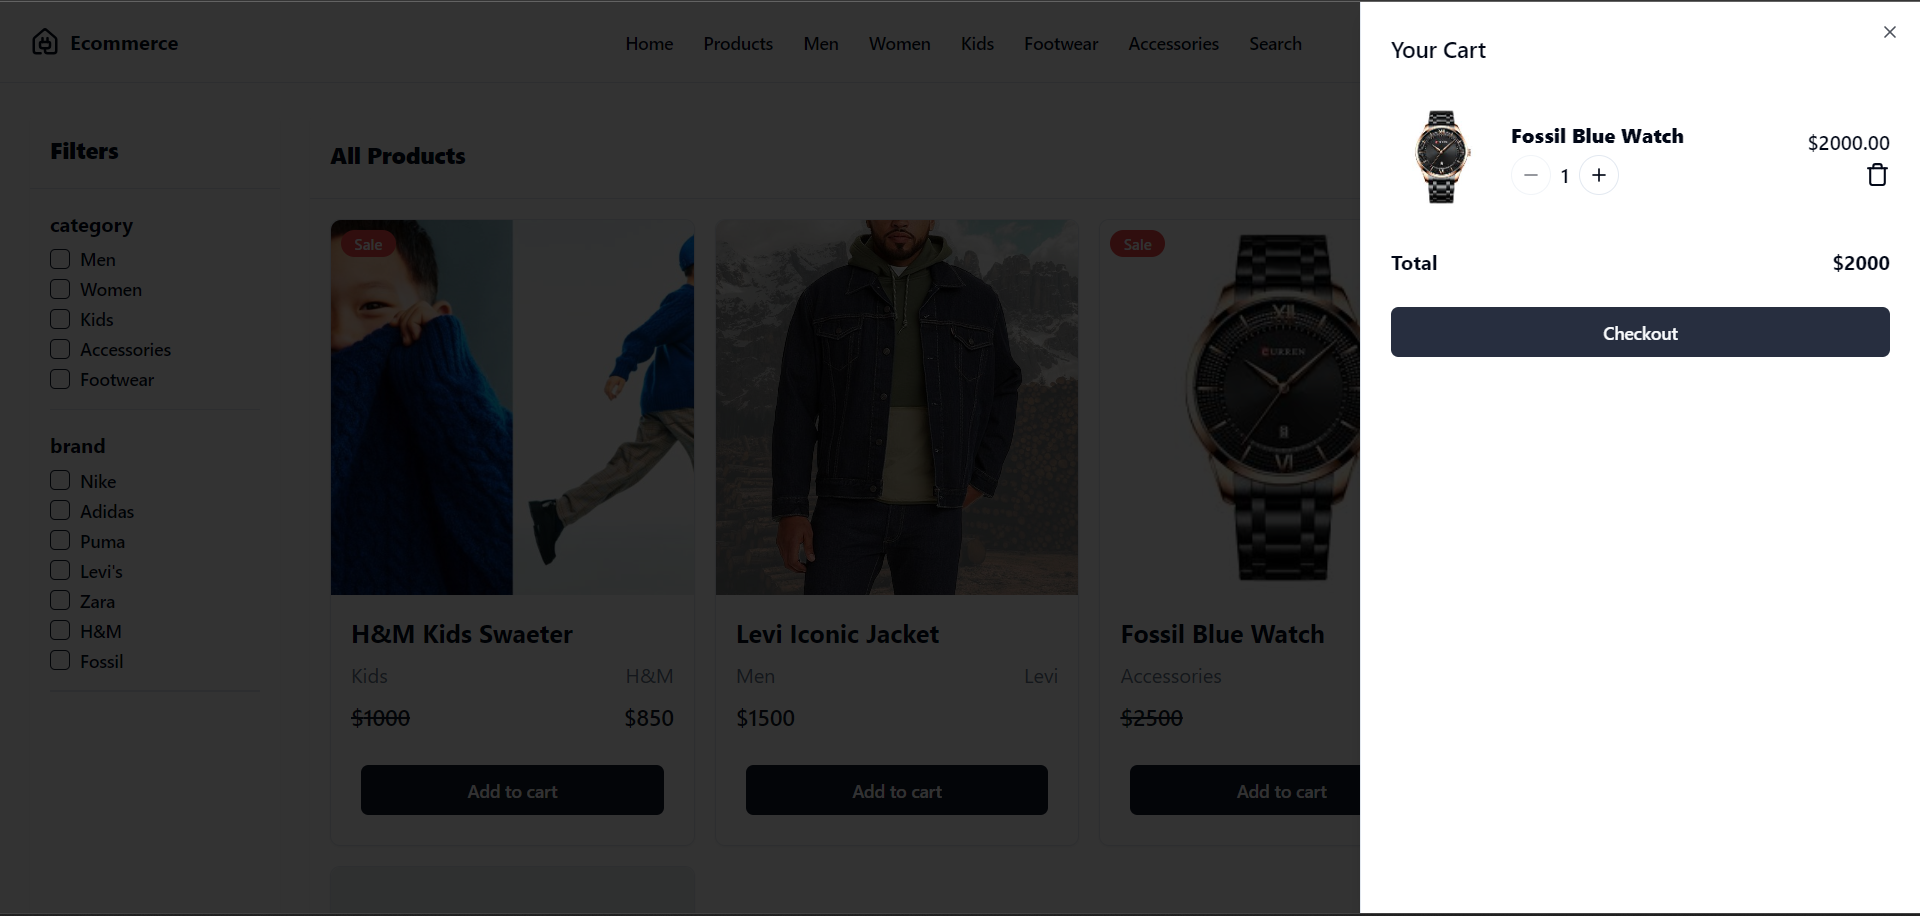 Ecommerce
Home Products Men Women Kids Footwear Accessories Search
Filters
category
Men
Women
Kids
Accessories
Footwear
brand
Nike
Adidas
Puma
Levi's
Zara
H&M
Fossil
All Products
Sale
H&M Kids Swaeter
Kids H&M
$1000 $850
Add to cart
Levi Iconic Jacket
Men Levi
$1500
Add to cart
Sale
XII
CURREN
VI
Fossil Blue Watch
Accessories
$2500
Add to cart
Your Cart
Fossil Blue Watch
$2000.00
1
Total $2000
Checkout